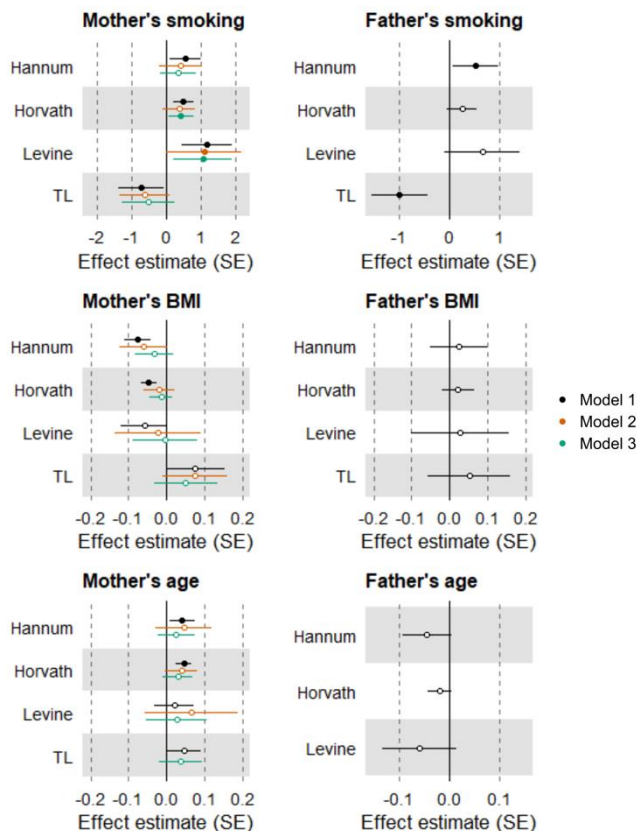 Mother's smoking
Hannum
Horvath
Levine
TL
-2 -1 0 1 2
Effect estimate (SE)
Father's smoking
Hannum
Horvath
Levine
TL
-1 0 1
Effect estimate (SE)
Mother's BMI
Hannum
Horvath
Levine
TL
-0.2 -0.1 0.0 0.1 0.2
Effect estimate (SE)
Father's BMI
Hannum
Horvath
Levine
TL
-0.2 -0.1 0.0 0.1 0.2
Effect estimate (SE)
Model 1
Model 2
Model 3
Mother's age
Hannum
Horvath
Levine
TL
-0.2 -0.1 0.0 0.1 0.2
Effect estimate (SE)
Father's age
Hannum
Horvath
Levine
-0.1 0.0 0.1
Effect estimate (SE)